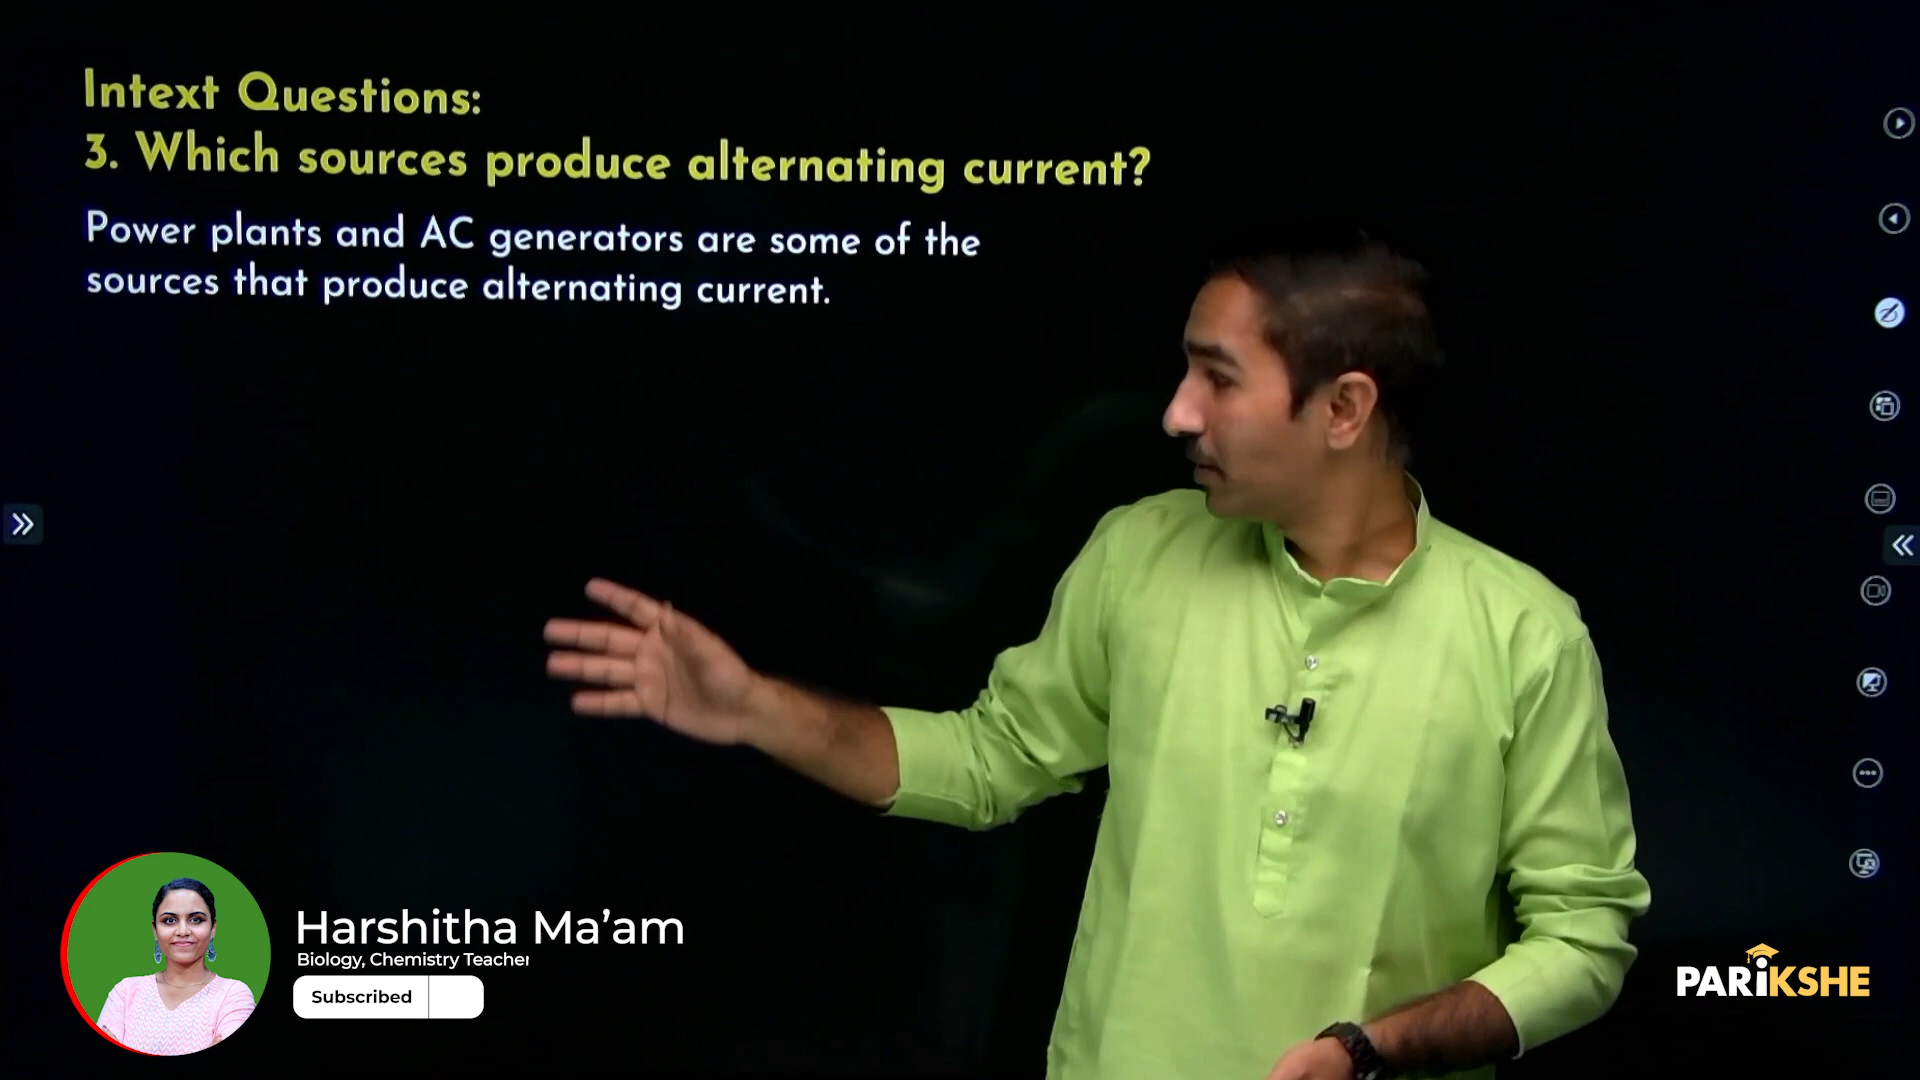 Intext Questions:
3. Which sources produce alternating current?
Power plants and AC generators are some of the
sources that produce alternating current.
Harshitha Ma’am
Biology, Chemistry Teacher
Subscribed
PARiKSHE